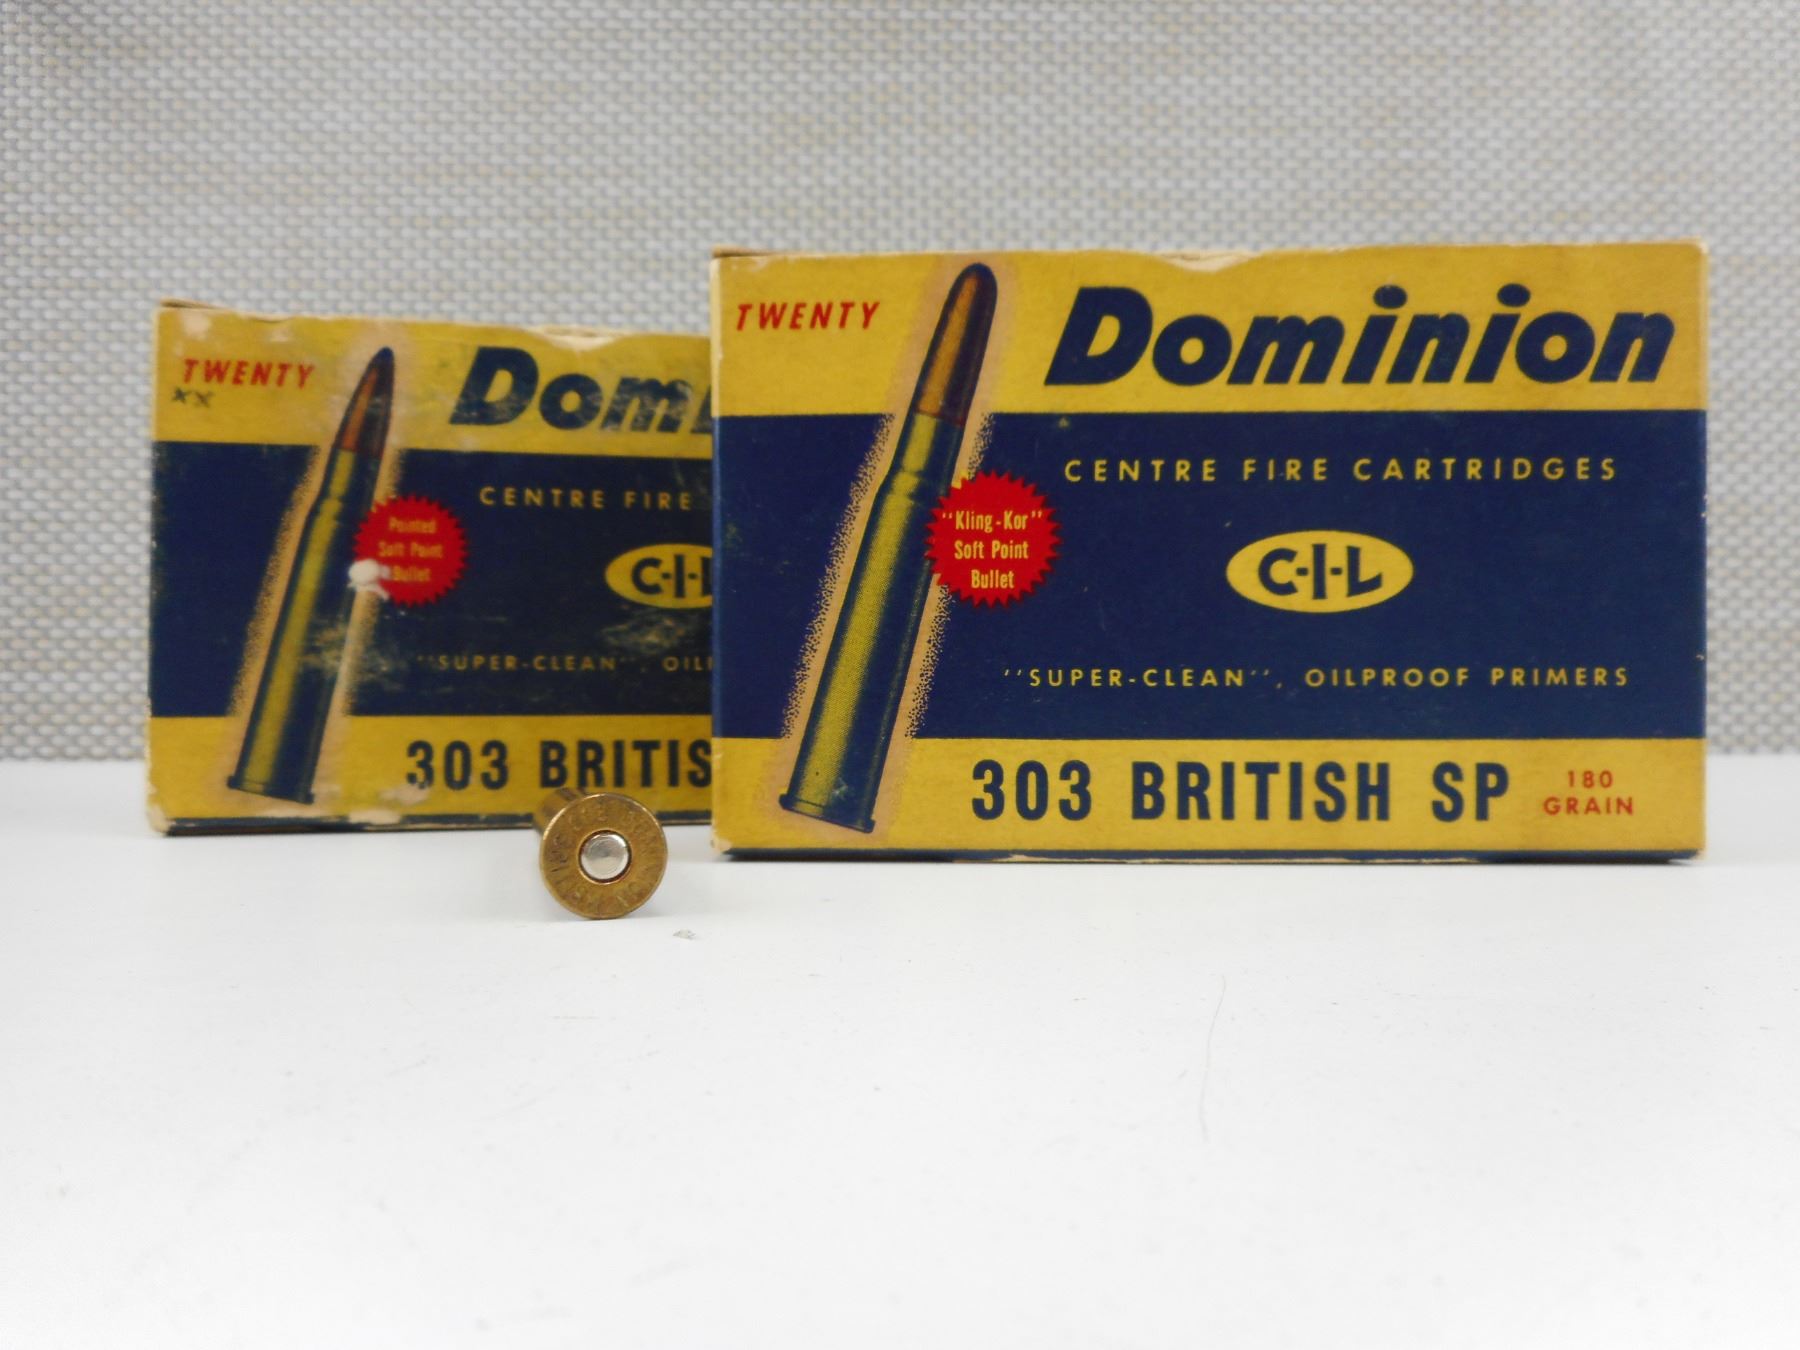 TWENTY
XX
Dom
CENTRE FIRE
Pointed
Soft Point
Bullet
C-I-L
"SUPER-CLEAN", OIL
303 BRITIS
TWENTY
Dominion
CENTRE FIRE CARTRIDGES
"Kling-Kor"
Soft Point
Bullet
C-I-L
"SUPER-CLEAN", OILPROOF PRIMERS
303 BRITISH SP
180
GRAIN